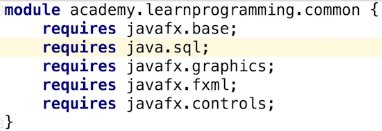 module academy.learnprogramming.common {
    requires javafx.base;
    requires java.sql;
    requires javafx.graphics;
    requires javafx.fxml;
    requires javafx.controls;
}